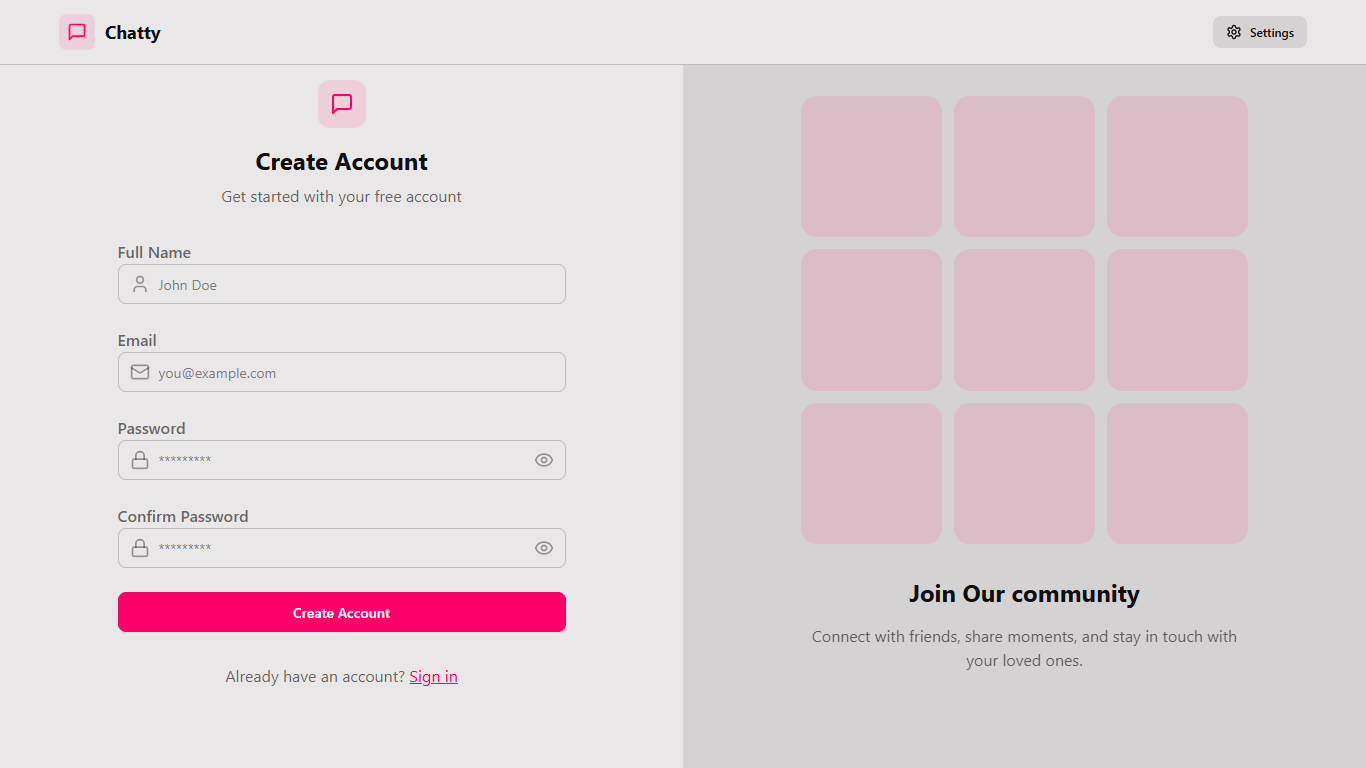 Chatty
Settings
Create Account
Get started with your free account
Full Name
John Doe
Email
you@example.com
Password
*********
Confirm Password
*********
Create Account
Already have an account? Sign in
Join Our community
Connect with friends, share moments, and stay in touch with
your loved ones.